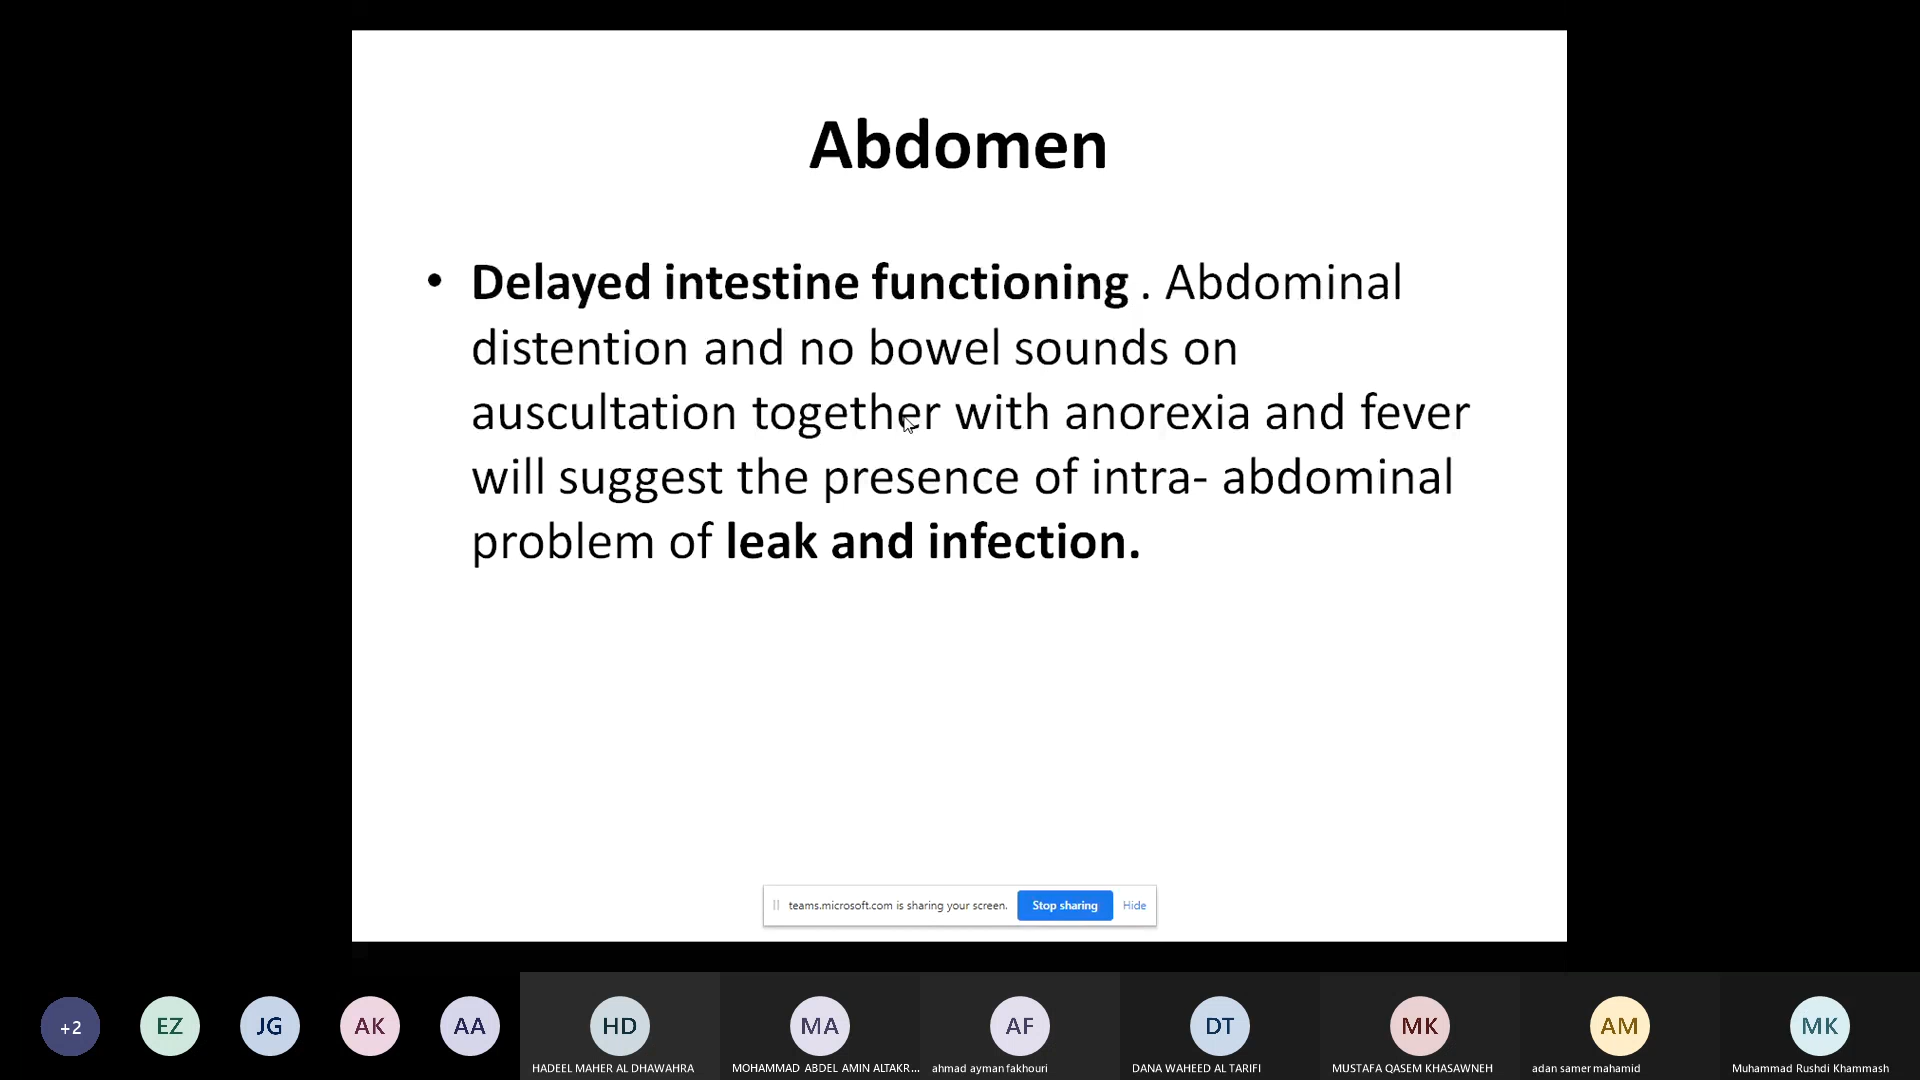 Abdomen
• Delayed intestine functioning . Abdominal
distention and no bowel sounds on
auscultation together with anorexia and fever
will suggest the presence of intra- abdominal
problem of leak and infection.
teams.microsoft.com is sharing your screen. Stop sharing Hide
+2 EZ JG AK AA HD MA AF DT MK AM MK
HADEEL MAHER AL DHAWAHRA MOHAMMAD ABDEL AMIN ALTAKR... ahmad ayman fakhouri DANA WAHEED AL TARIFI MUSTAFA QASEM KHASAWNEH adan samer mahamid Muhammad Rushdi Khammash